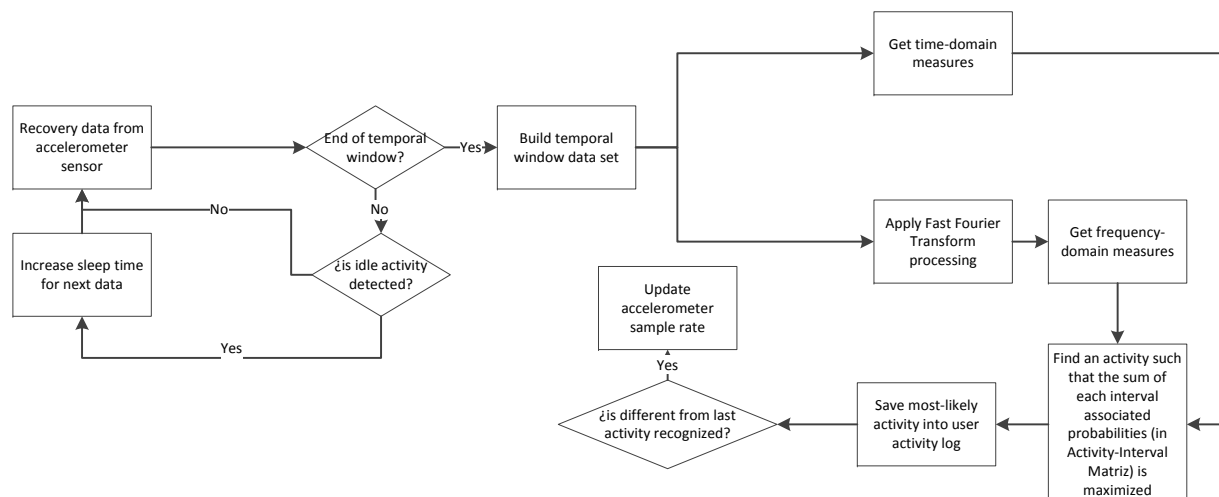 Get time-domain
measures
Recovery data from
accelerometer
sensor
End of temporal
window?
Yes
Build temporal
window data set
No
No
Apply Fast Fourier
Transform
processing
Get frequency-
domain measures
Increase sleep time
for next data
¿is idle activity
detected?
Update
accelerometer
sample rate
Yes
Yes
Find an activity such
that the sum of
each interval
associated
probabilities (in
Activity-Interval
Matriz) is
maximized
Save most-likely
activity into user
activity log
¿is different from last
activity recognized?